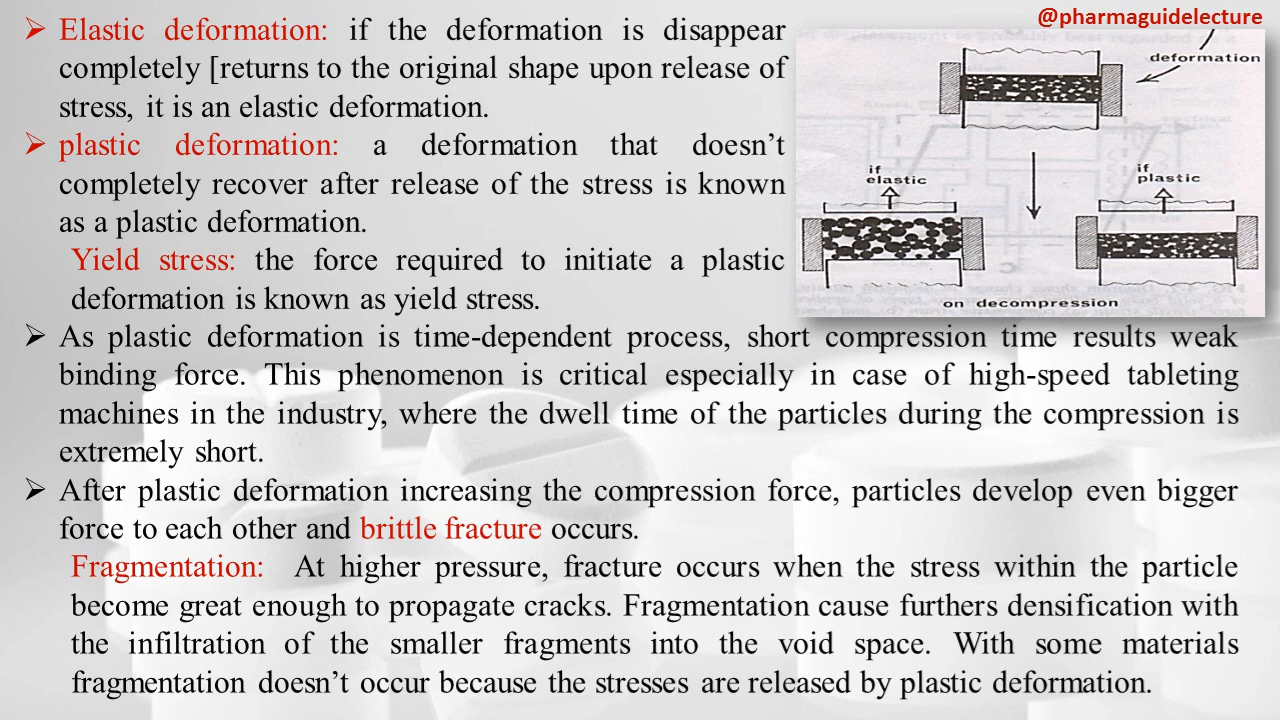 @pharmaguidelecture
➢ Elastic deformation: if the deformation is disappear
completely [returns to the original shape upon release of
stress, it is an elastic deformation.
➢ plastic deformation: a deformation that doesn’t
completely recover after release of the stress is known
as a plastic deformation.
Yield stress: the force required to initiate a plastic
deformation is known as yield stress.
deformation
if
elastic
if
plastic
on decompression
➢ As plastic deformation is time-dependent process, short compression time results weak
binding force. This phenomenon is critical especially in case of high-speed tableting
machines in the industry, where the dwell time of the particles during the compression is
extremely short.
➢ After plastic deformation increasing the compression force, particles develop even bigger
force to each other and brittle fracture occurs.
Fragmentation: At higher pressure, fracture occurs when the stress within the particle
become great enough to propagate cracks. Fragmentation cause furthers densification with
the infiltration of the smaller fragments into the void space. With some materials
fragmentation doesn’t occur because the stresses are released by plastic deformation.